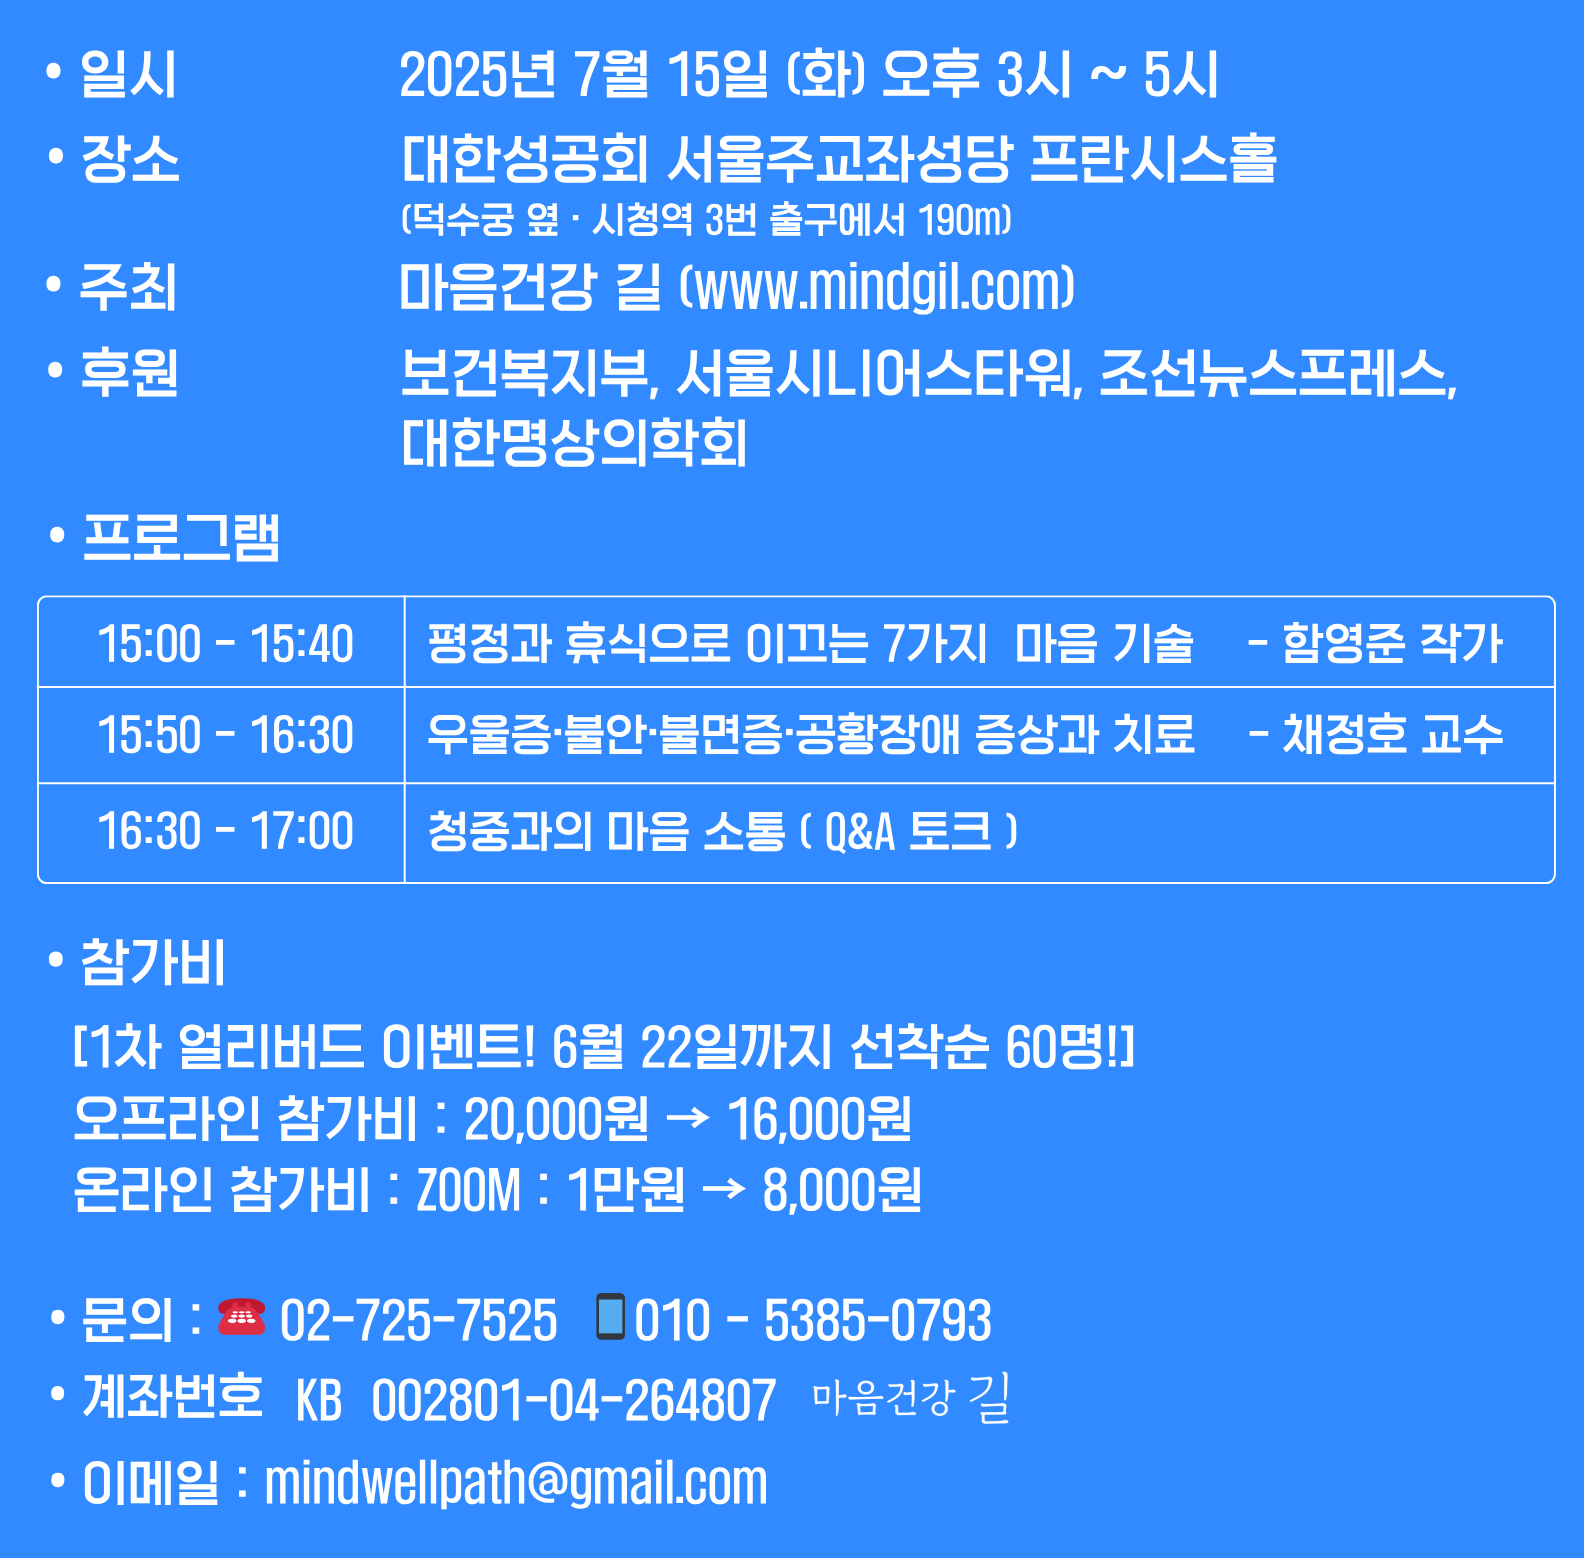 • 일시 2025년 7월 15일 (화) 오후 3시 ~ 5시
• 장소 대한성공회 서울주교좌성당 프란시스홀
(덕수궁 옆 · 시청역 3번 출구에서 190m)
• 주최 마음건강 길 (www.mindgil.com)
• 후원 보건복지부, 서울시니어스타워, 조선뉴스프레스,
대한명상의학회
• 프로그램
15:00 - 15:40 평정과 휴식으로 이끄는 7가지 마음 기술 - 함영준 작가
15:50 - 16:30 우울증·불안·불면증·공황장애 증상과 치료 - 채정호 교수
16:30 - 17:00 청중과의 마음 소통 ( Q&A 토크 )
• 참가비
[1차 얼리버드 이벤트! 6월 22일까지 선착순 60명!]
오프라인 참가비 : 20,000원 → 16,000원
온라인 참가비 : ZOOM : 1만원 → 8,000원
• 문의 : 02-725-7525 010 - 5385-0793
• 계좌번호 KB 002801-04-264807 마음건강 길
• 이메일 : mindwellpath@gmail.com